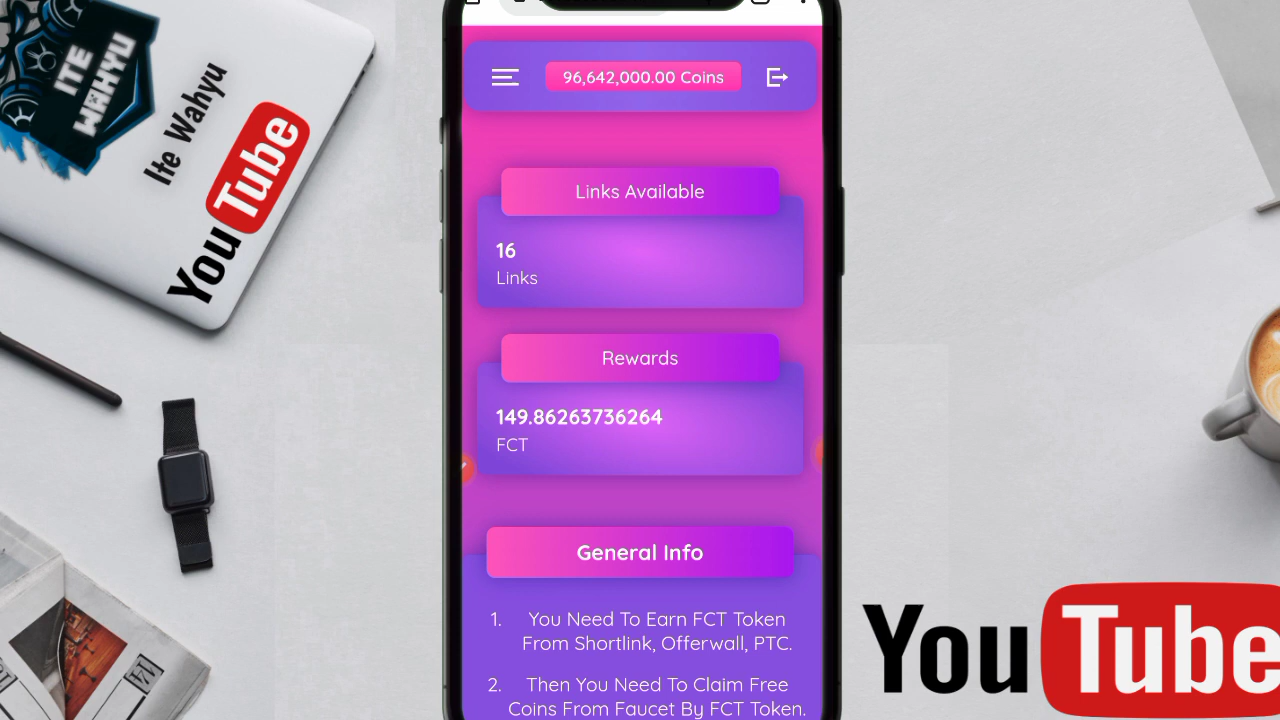 ITE
WAHYU
Ite Wahyu
YouTube
96,642,000.00 Coins
Links Available
16
Links
Rewards
149.86263736264
FCT
General Info
1. You Need To Earn FCT Token
From Shortlink, Offerwall, PTC.
2. Then You Need To Claim Free
Coins From Faucet By FCT Token.
YouTube